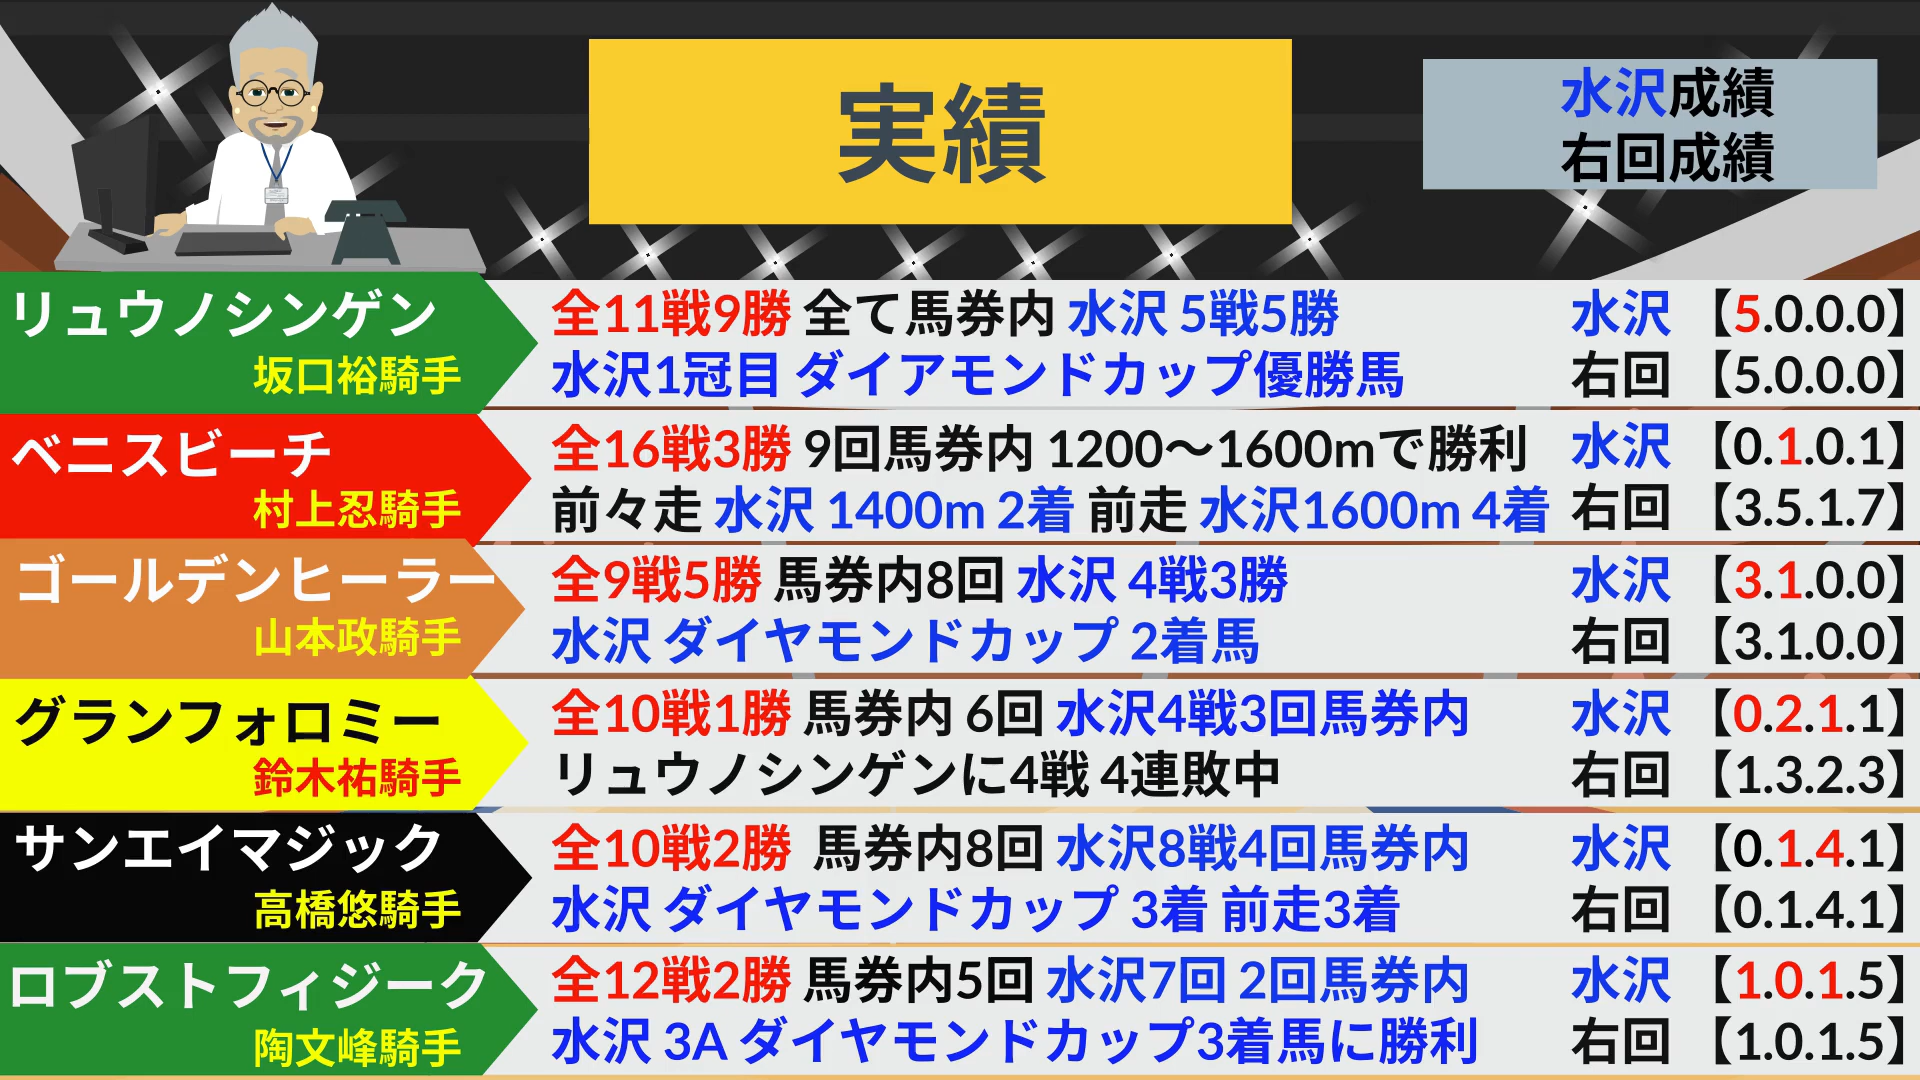 実績
水沢成績
右回成績
リュウノシンゲン
坂口裕騎手
全11戦9勝 全て馬券内 水沢 5戦5勝
水沢1冠目 ダイアモンドカップ優勝馬
水沢 【5.0.0.0】
右回 【5.0.0.0】
ベニスビーチ
村上忍騎手
全16戦3勝 9回馬券内 1200〜1600mで勝利
前々走 水沢 1400m 2着 前走 水沢1600m 4着
水沢 【0.1.0.1】
右回 【3.5.1.7】
ゴールデンヒーラー
山本政騎手
全9戦5勝 馬券内8回 水沢 4戦3勝
水沢 ダイヤモンドカップ 2着馬
水沢 【3.1.0.0】
右回 【3.1.0.0】
グランフォロミー
鈴木祐騎手
全10戦1勝 馬券内 6回 水沢4戦3回馬券内
リュウノシンゲンに4戦 4連敗中
水沢 【0.2.1.1】
右回 【1.3.2.3】
サンエイマジック
高橋悠騎手
全10戦2勝 馬券内8回 水沢8戦4回馬券内
水沢 ダイヤモンドカップ 3着 前走3着
水沢 【0.1.4.1】
右回 【0.1.4.1】
ロブストフィジーク
陶文峰騎手
全12戦2勝 馬券内5回 水沢7回 2回馬券内
水沢 3A ダイヤモンドカップ3着馬に勝利
水沢 【1.0.1.5】
右回 【1.0.1.5】